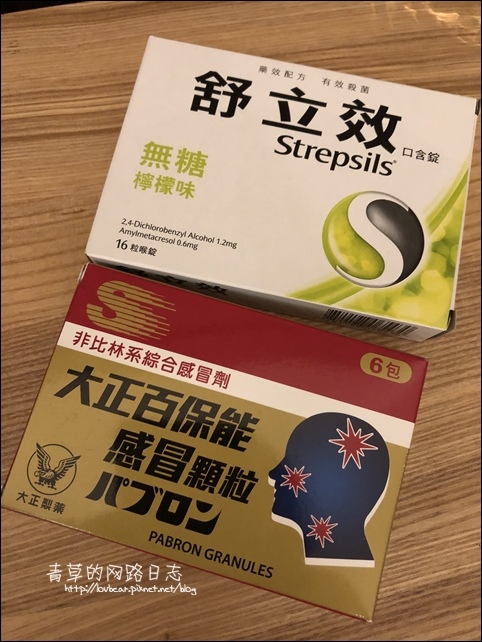 藥效配方 有效殺菌
舒立效
Strepsils®
口含錠
無糖
檸檬味
2,4-Dichlorobenzyl Alcohol 1.2mg
Amylmetacresol 0.6mg
16 粒喉錠
S
非比林系綜合感冒劑
6包
大正百保能
感冒顆粒
パブロン
大正製薬
PABRON GRANULES
青草的网路日志
http://loubear.pixnet.net/blog